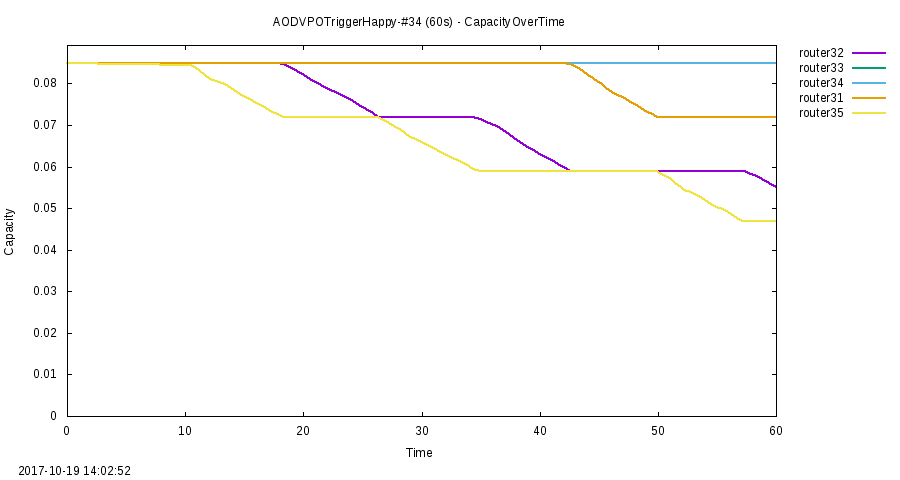 AODVPOTriggerHappy-#34 (60s) - CapacityOverTime
router32
router33
router34
router31
router35
0.08
0.07
0.06
0.05
0.04
0.03
0.02
0.01
0
Capacity
0 10 20 30 40 50 60
Time
2017-10-19 14:02:52